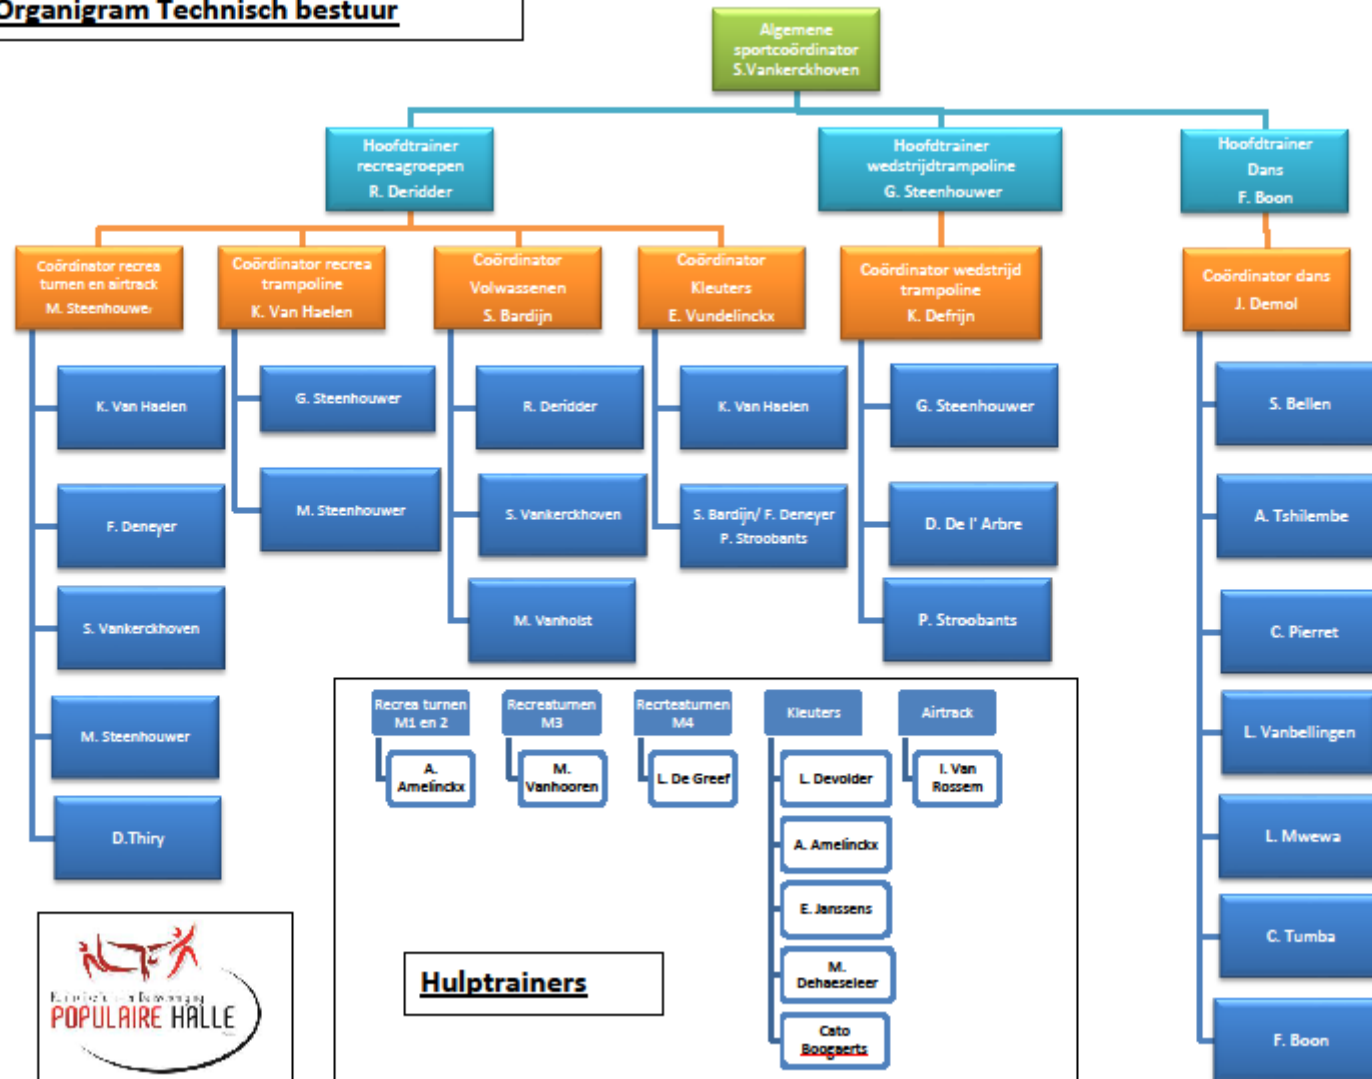 Organigram Technisch bestuur
Algemene
sportcoördinator
S.Vankerckhoven
Hoofdtrainer
recreagroepen
R. Deridder
Hoofdtrainer
wedstrijdtrampoline
G. Steenhouwer
Hoofdtrainer
Dans
F. Boon
Coördinator recrea
turnen en airtrack
M. Steenhouwer
Coördinator recrea
trampoline
K. Van Haelen
Coördinator
Volwassenen
S. Bardijn
Coördinator
Kleuters
E. Vundelinckx
Coördinator wedstrijd
trampoline
K. Defrijn
Coördinator dans
J. Demol
K. Van Haelen
F. Deneyer
S. Vankerckhoven
M. Steenhouwer
D.Thiry
G. Steenhouwer
M. Steenhouwer
R. Deridder
S. Vankerckhoven
M. Vanholst
K. Van Haelen
S. Bardijn/ F. Deneyer
P. Stroobants
G. Steenhouwer
D. De l' Arbre
P. Stroobants
S. Bellen
A. Tshilembe
C. Pierret
L. Vanbellingen
L. Mwewa
C. Tumba
F. Boon
Recrea turnen
M1 en 2
A.
Amelinckx
Recreaturnen
M3
M.
Vanhooren
Recrteaturnen
M4
L. De Greef
Kleuters
L. Devolder
A. Amelinckx
E. Janssens
M.
Dehaeseleer
Cato
Boogaerts
Airtrack
I. Van
Rossem
Hulptrainers
POPULAIRE HALLE